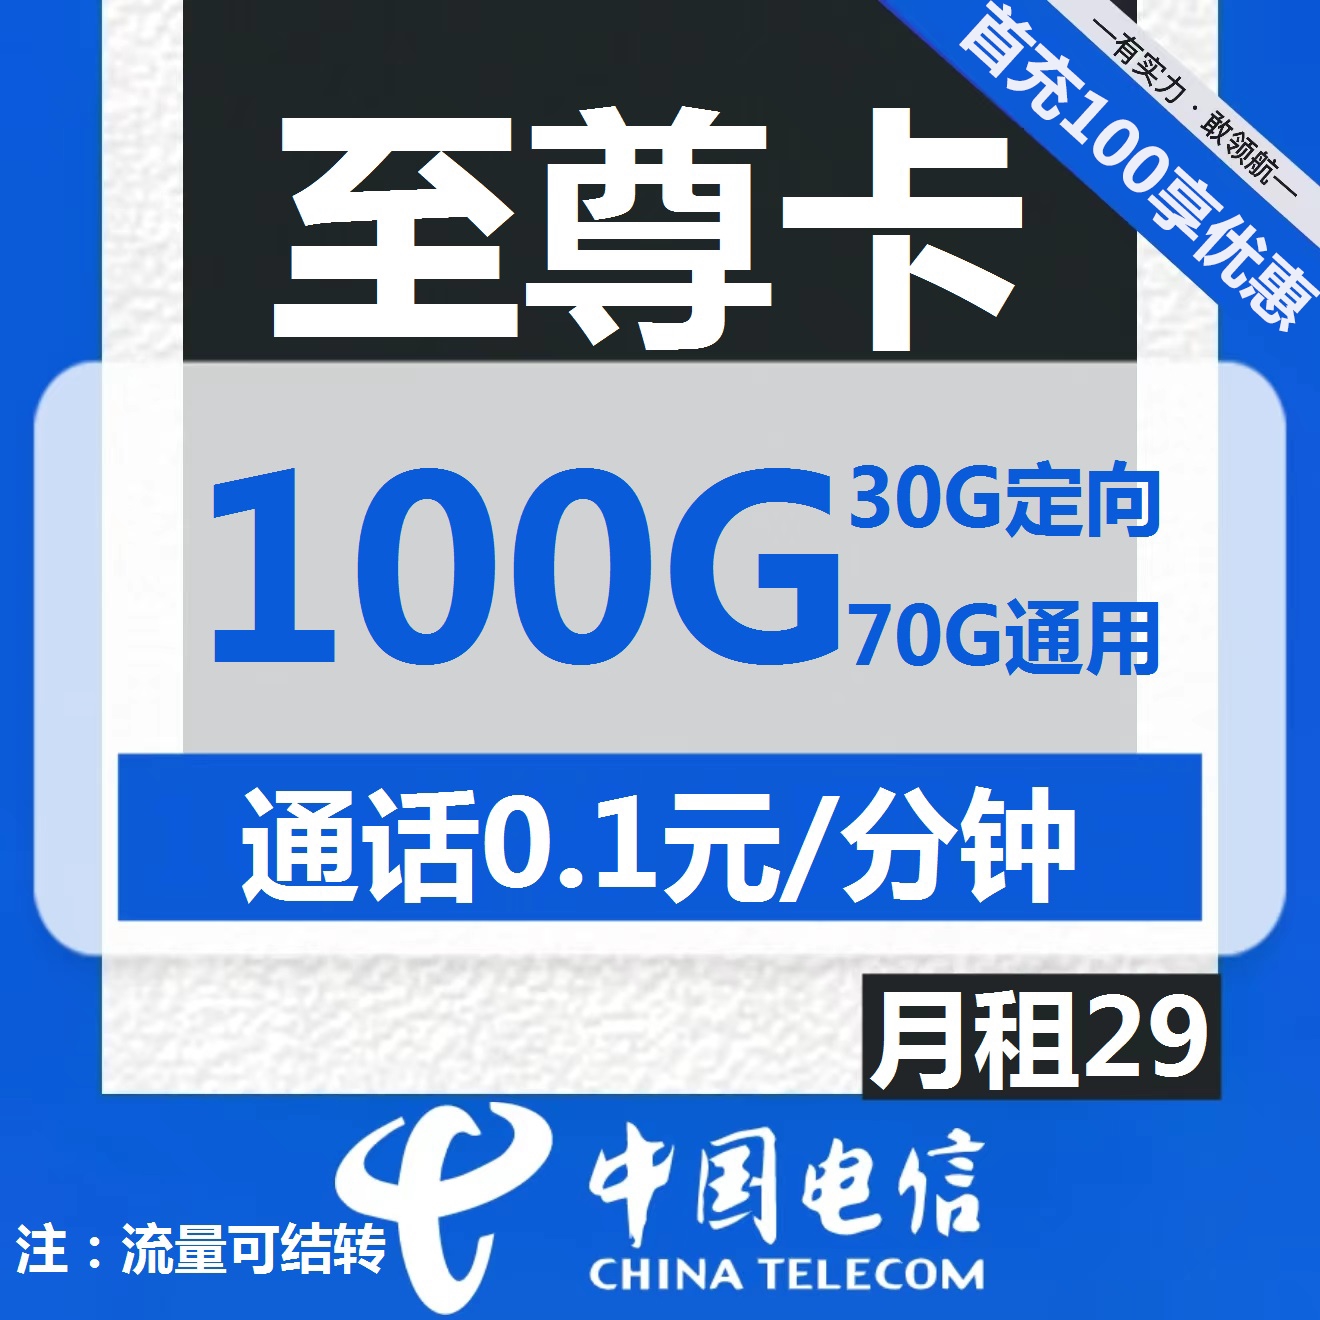 —有实力·敢领航—
首充100享优惠
至尊卡
100G
30G定向
70G通用
通话0.1元/分钟
月租29
中国电信
CHINA TELECOM
注：流量可结转